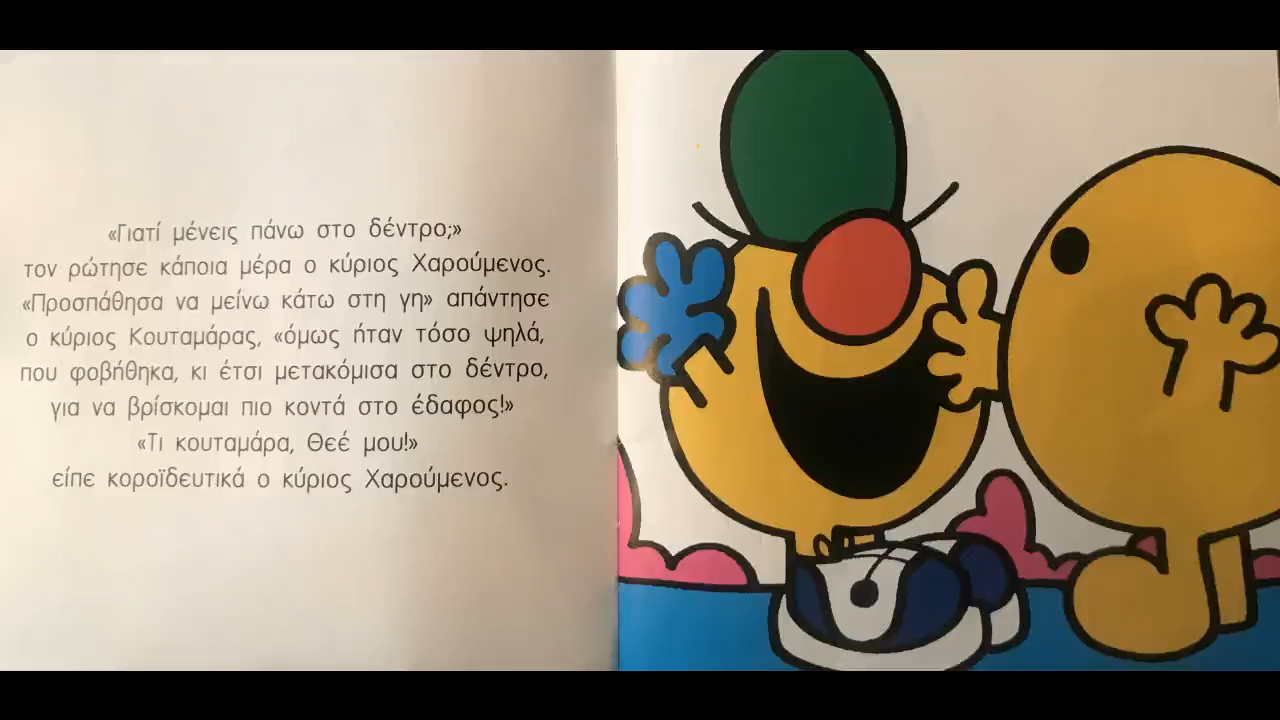 «Γιατί μένεις πάνω στο δέντρο;»
τον ρώτησε κάποια μέρα ο κύριος Χαρούμενος.
«Προσπάθησα να μείνω κάτω στη γη» απάντησε
ο κύριος Κουταμάρας, «όμως ήταν τόσο ψηλά,
που φοβήθηκα, κι έτσι μετακόμισα στο δέντρο,
για να βρίσκομαι πιο κοντά στο έδαφος!»
«Τι κουταμάρα, Θεέ μου!»
είπε κοροϊδευτικά ο κύριος Χαρούμενος.